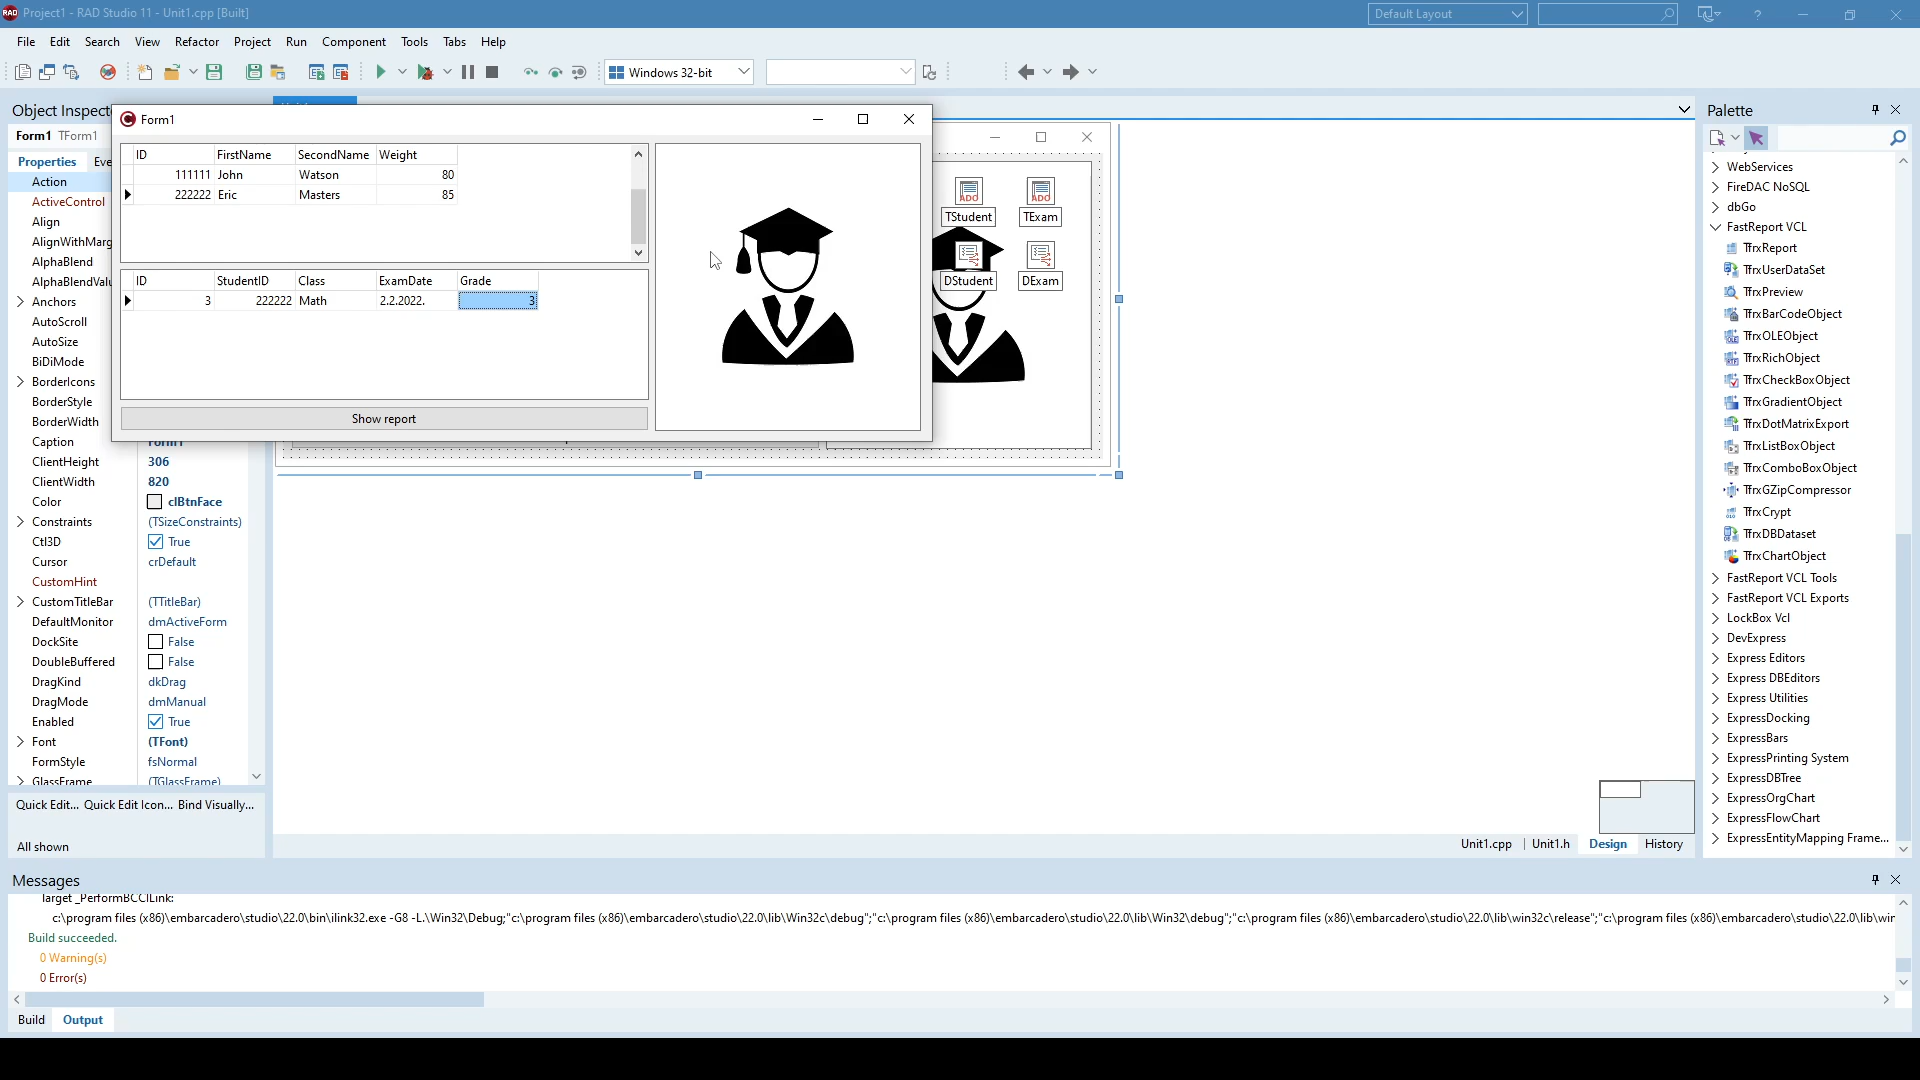 Project1 - RAD Studio 11 - Unit1.cpp [Built]
Default Layout
File Edit Search View Refactor Project Run Component Tools Tabs Help
Windows 32-bit
Object Inspect
Form1 TForm1
Properties Eve
Action
ActiveControl
Align
AlignWithMarg
AlphaBlend
AlphaBlendValu
Anchors
AutoScroll
AutoSize
BiDiMode
BorderIcons
BorderStyle
BorderWidth
Caption Form1
ClientHeight 306
ClientWidth 820
Color clBtnFace
Constraints (TSizeConstraints)
Ctl3D True
Cursor crDefault
CustomHint
CustomTitleBar (TTitleBar)
DefaultMonitor dmActiveForm
DockSite False
DoubleBuffered False
DragKind dkDrag
DragMode dmManual
Enabled True
Font (TFont)
FormStyle fsNormal
GlassFrame (TGlassFrame)
Quick Edit... Quick Edit Icon... Bind Visually...
All shown
Form1
ID FirstName SecondName Weight
111111 John Watson 80
222222 Eric Masters 85
ID StudentID Class ExamDate Grade
3 222222 Math 2.2.2022. 3
Show report
ADO ADO
TStudent TExam
DStudent DExam
Unit1.cpp Unit1.h Design History
Palette
WebServices
FireDAC NoSQL
dbGo
FastReport VCL
TfrxReport
TfrxUserDataSet
TfrxPreview
TfrxBarCodeObject
TfrxOLEObject
TfrxRichObject
TfrxCheckBoxObject
TfrxGradientObject
TfrxDotMatrixExport
TfrxListBoxObject
TfrxComboBoxObject
TfrxGZipCompressor
TfrxCrypt
TfrxDBDataset
TfrxChartObject
FastReport VCL Tools
FastReport VCL Exports
LockBox Vcl
DevExpress
Express Editors
Express DBEditors
Express Utilities
ExpressDocking
ExpressBars
ExpressPrinting System
ExpressDBTree
ExpressOrgChart
ExpressFlowChart
ExpressEntityMapping Frame...
Messages
Target _PerformBCCILink:
c:\program files (x86)\embarcadero\studio\22.0\bin\ilink32.exe -G8 -L.\Win32\Debug;"c:\program files (x86)\embarcadero\studio\22.0\lib\Win32c\debug";"c:\program files (x86)\embarcadero\studio\22.0\lib\Win32\debug";"c:\program files (x86)\embarcadero\studio\22.0\lib\win32c\release";"c:\program files (x86)\embarcadero\studio\22.0\lib\win
Build succeeded.
0 Warning(s)
0 Error(s)
Build Output